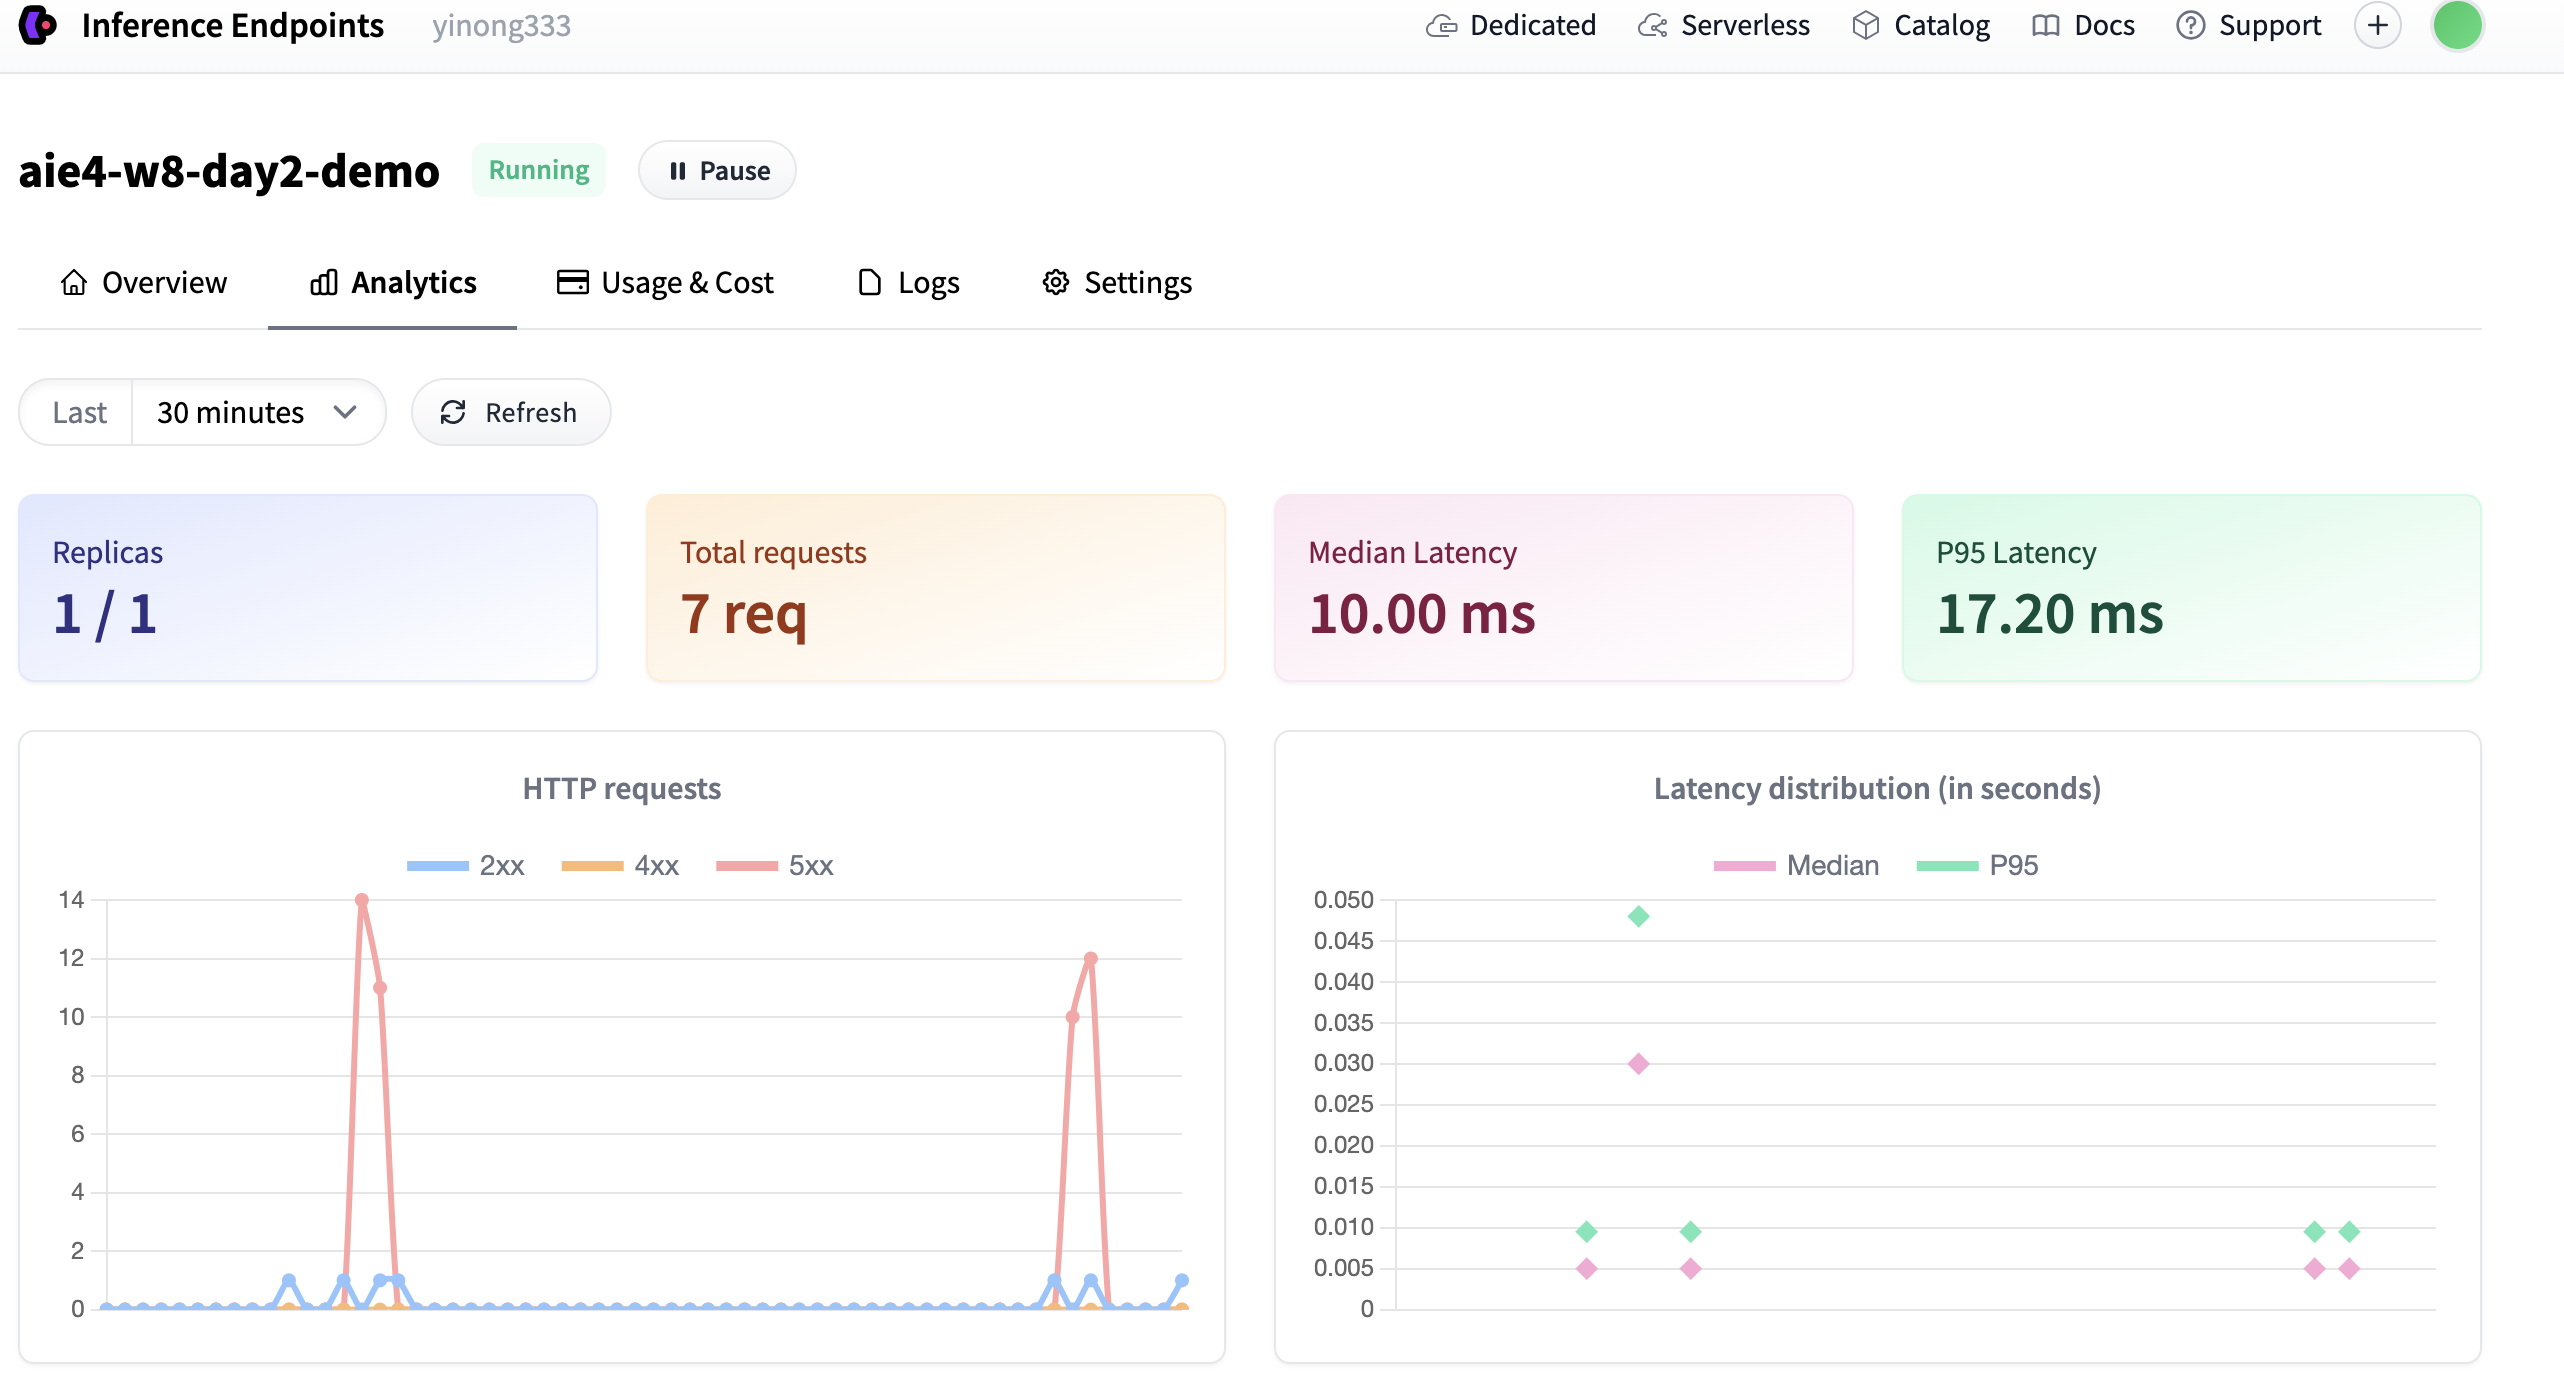 Inference Endpoints yinong333 Dedicated Serverless Catalog Docs Support
aie4-w8-day2-demo Running Pause
Overview Analytics Usage & Cost Logs Settings
Last 30 minutes Refresh
Replicas
1 / 1
Total requests
7 req
Median Latency
10.00 ms
P95 Latency
17.20 ms
HTTP requests
2xx 4xx 5xx
14
12
10
8
6
4
2
0
Latency distribution (in seconds)
Median P95
0.050
0.045
0.040
0.035
0.030
0.025
0.020
0.015
0.010
0.005
0